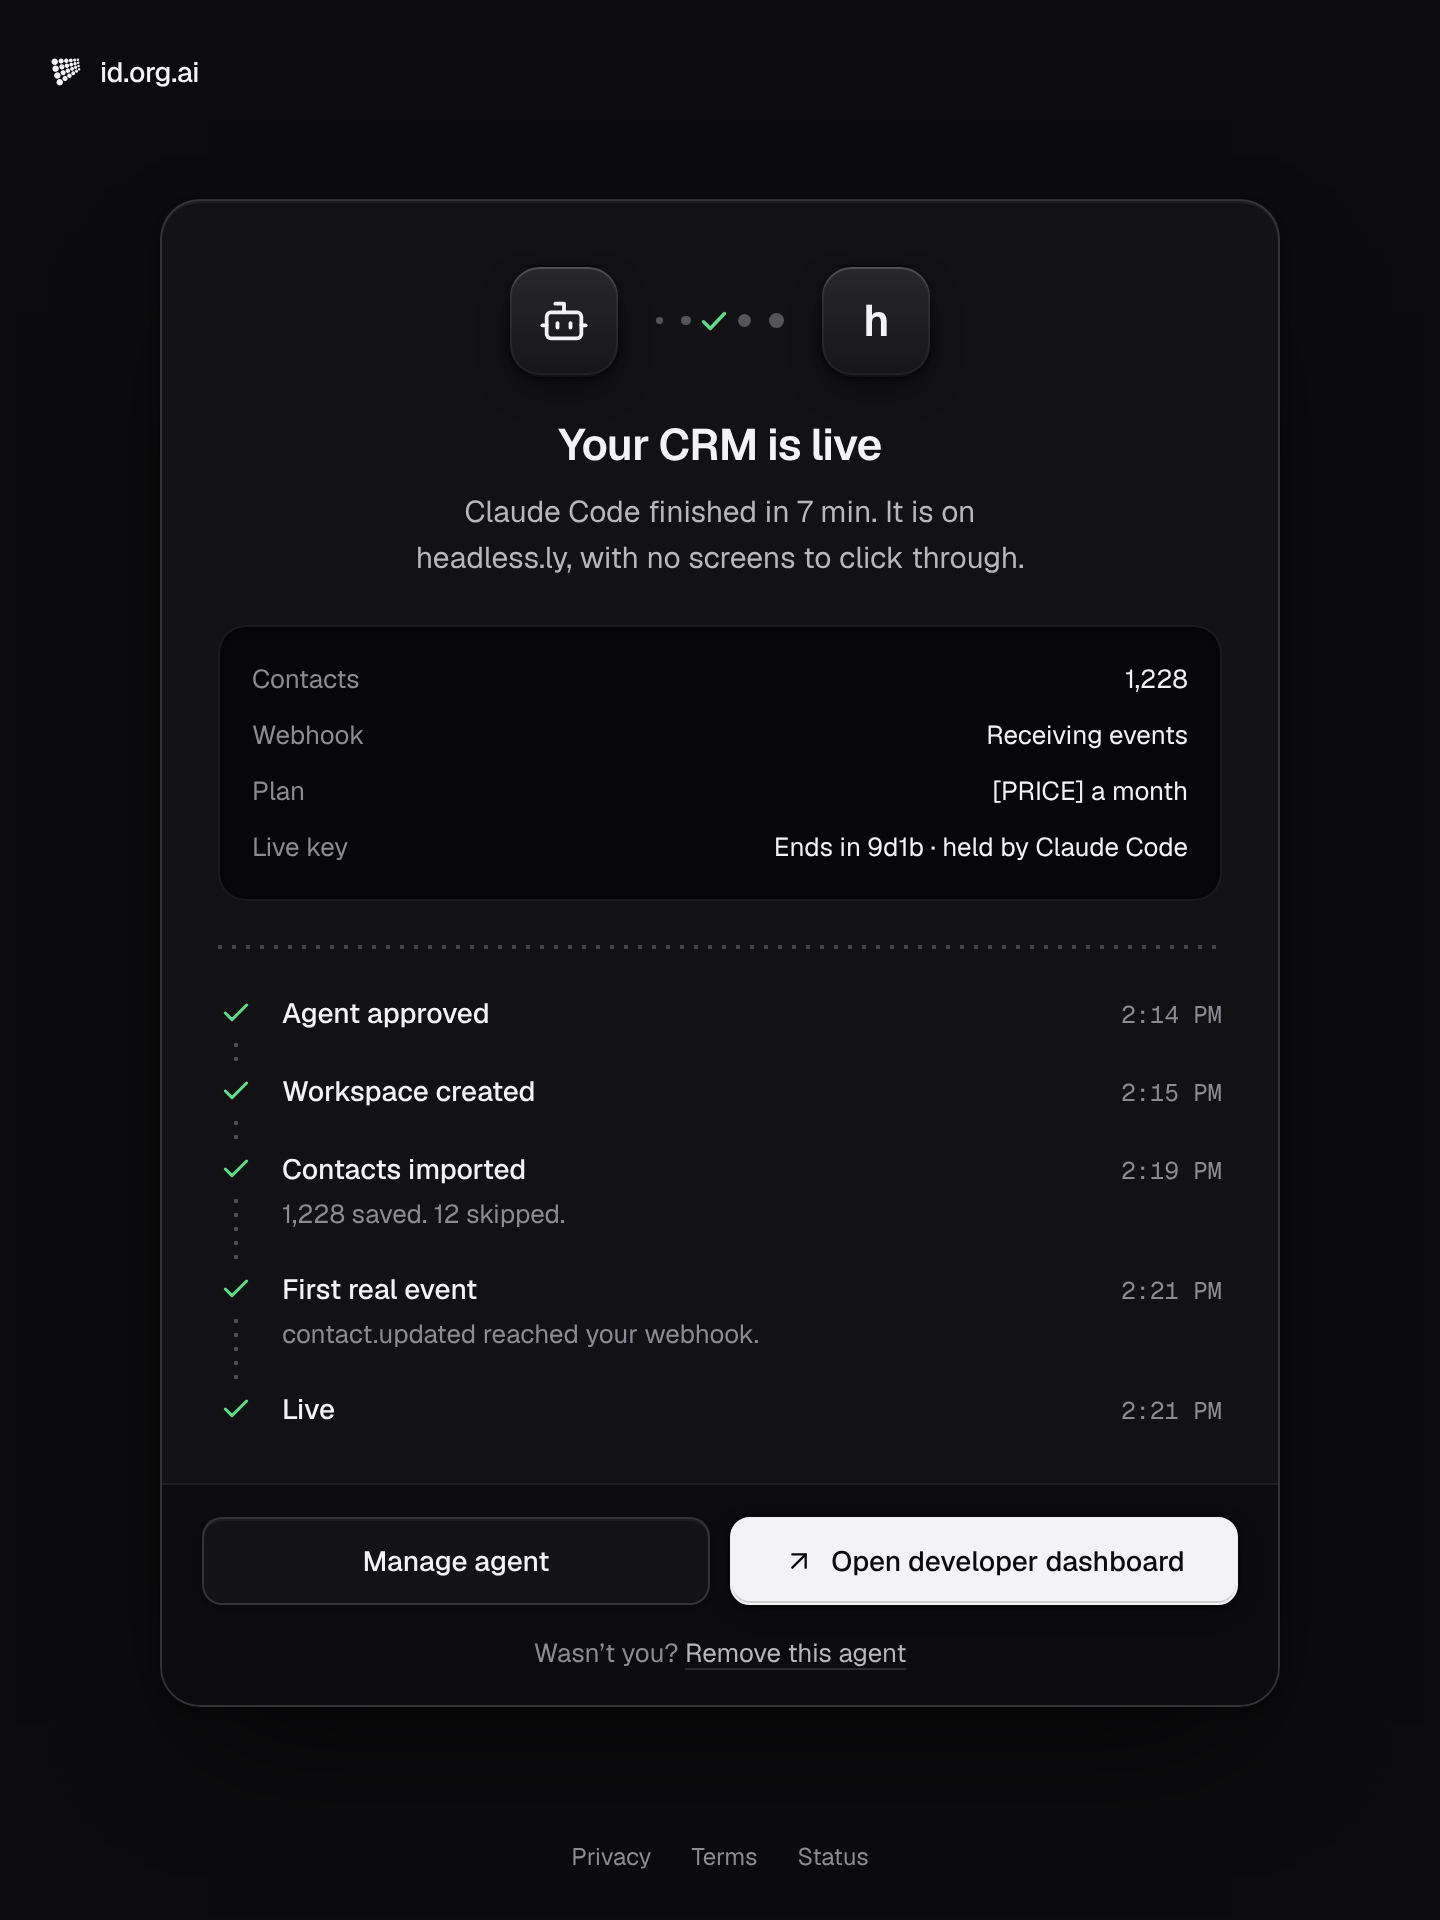 id.org.ai
h
Your CRM is live
Claude Code finished in 7 min. It is on
headless.ly, with no screens to click through.
Contacts 1,228
Webhook Receiving events
Plan [PRICE] a month
Live key Ends in 9d1b · held by Claude Code
Agent approved 2:14 PM
Workspace created 2:15 PM
Contacts imported 2:19 PM
1,228 saved. 12 skipped.
First real event 2:21 PM
contact.updated reached your webhook.
Live 2:21 PM
Manage agent
Open developer dashboard
Wasn’t you? Remove this agent
Privacy Terms Status